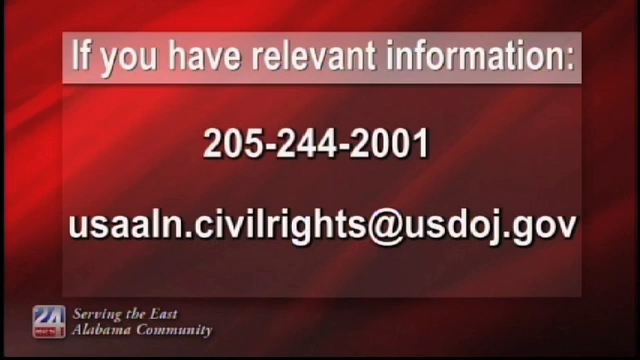 If you have relevant information:
205-244-2001
usaaln.civilrights@usdoj.gov
24
Serving the East
Alabama Community